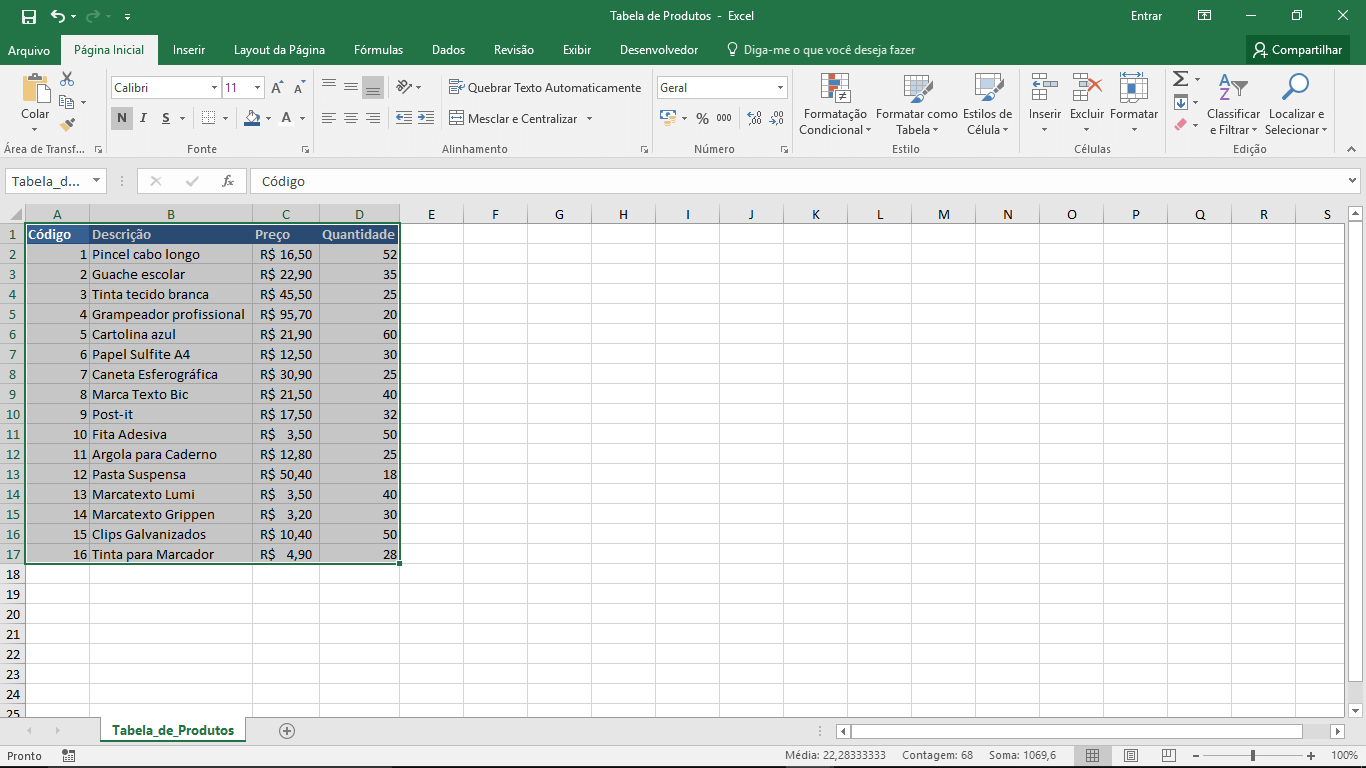 Tabela de Produtos - Excel
Entrar
Arquivo Página Inicial Inserir Layout da Página Fórmulas Dados Revisão Exibir Desenvolvedor Diga-me o que você deseja fazer Compartilhar
Colar
Calibri 11
N I S A
Quebrar Texto Automaticamente
Mesclar e Centralizar
Geral
% 000
Formatação Condicional
Formatar como Tabela
Estilos de Célula
Inserir Excluir Formatar
Classificar e Filtrar
Localizar e Selecionar
Área de Transf... Fonte Alinhamento Número Estilo Células Edição
Tabela_d... fx Código
A B C D E F G H I J K L M N O P Q R S
1 Código Descrição Preço Quantidade
2 1 Pincel cabo longo R$ 16,50 52
3 2 Guache escolar R$ 22,90 35
4 3 Tinta tecido branca R$ 45,50 25
5 4 Grampeador profissional R$ 95,70 20
6 5 Cartolina azul R$ 21,90 60
7 6 Papel Sulfite A4 R$ 12,50 30
8 7 Caneta Esferográfica R$ 30,90 25
9 8 Marca Texto Bic R$ 21,50 40
10 9 Post-it R$ 17,50 32
11 10 Fita Adesiva R$ 3,50 50
12 11 Argola para Caderno R$ 12,80 25
13 12 Pasta Suspensa R$ 50,40 18
14 13 Marcatexto Lumi R$ 3,50 40
15 14 Marcatexto Grippen R$ 3,20 30
16 15 Clips Galvanizados R$ 10,40 50
17 16 Tinta para Marcador R$ 4,90 28
18
19
20
21
22
23
24
25
Tabela_de_Produtos
Pronto Média: 22,28333333 Contagem: 68 Soma: 1069,6 100%